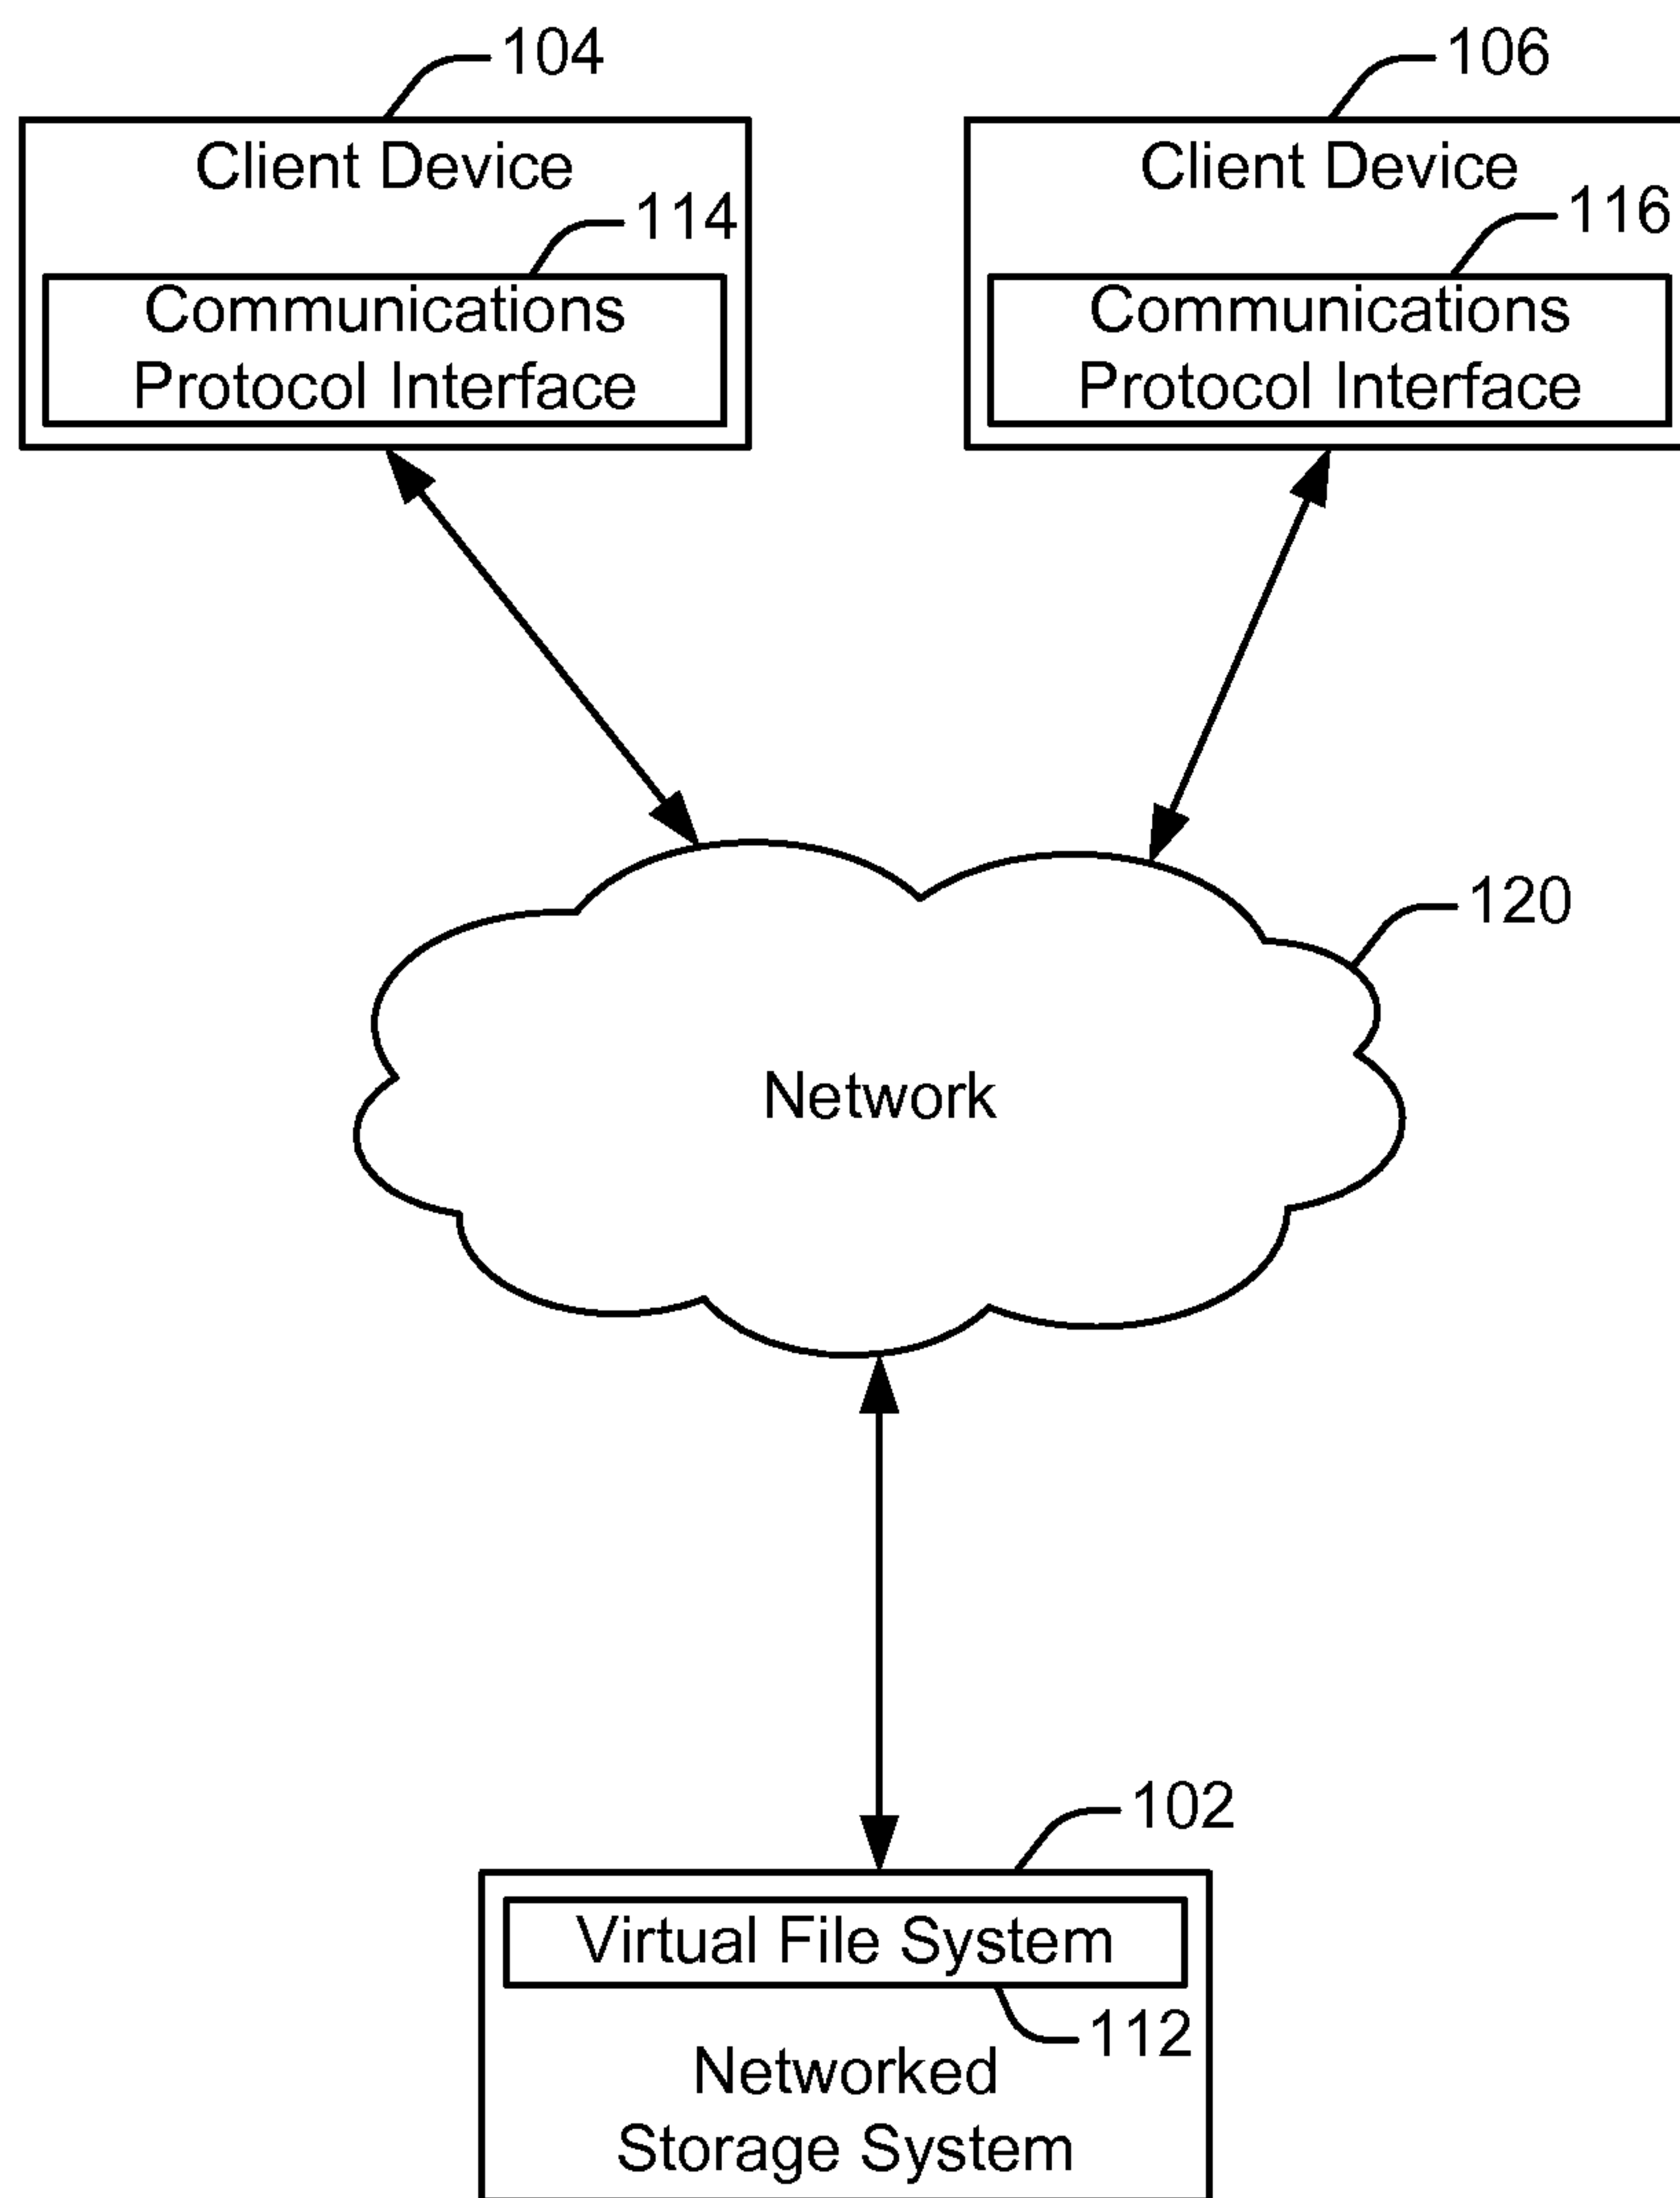 104
106
Client Device
Client Device
114
116
Communications
Protocol Interface
Communications
Protocol Interface
120
Network
102
Virtual File System
112
Networked
Storage System